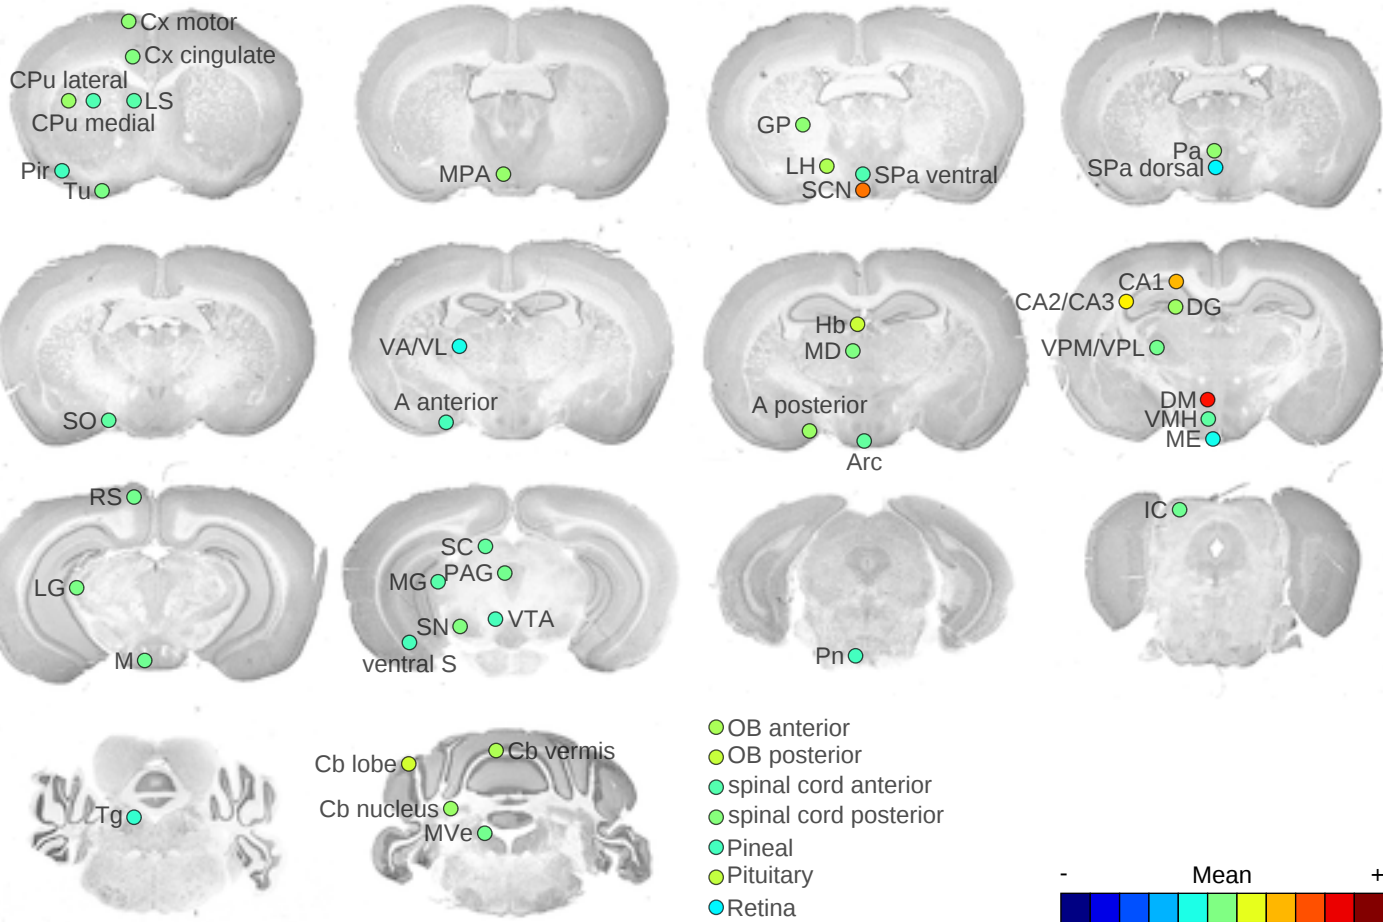 Cx motor
Cx cingulate
CPu lateral
LS
CPu medial
Pir
Tu
MPA
GP
LH
SPa ventral
SCN
Pa
SPa dorsal
SO
VA/VL
A anterior
Hb
MD
A posterior
Arc
CA1
CA2/CA3
DG
VPM/VPL
DM
VMH
ME
RS
LG
M
SC
PAG
MG
SN
VTA
ventral S
Pn
IC
Tg
Cb lobe
Cb vermis
Cb nucleus
MVe
OB anterior
OB posterior
spinal cord anterior
spinal cord posterior
Pineal
Pituitary
Retina
- Mean +